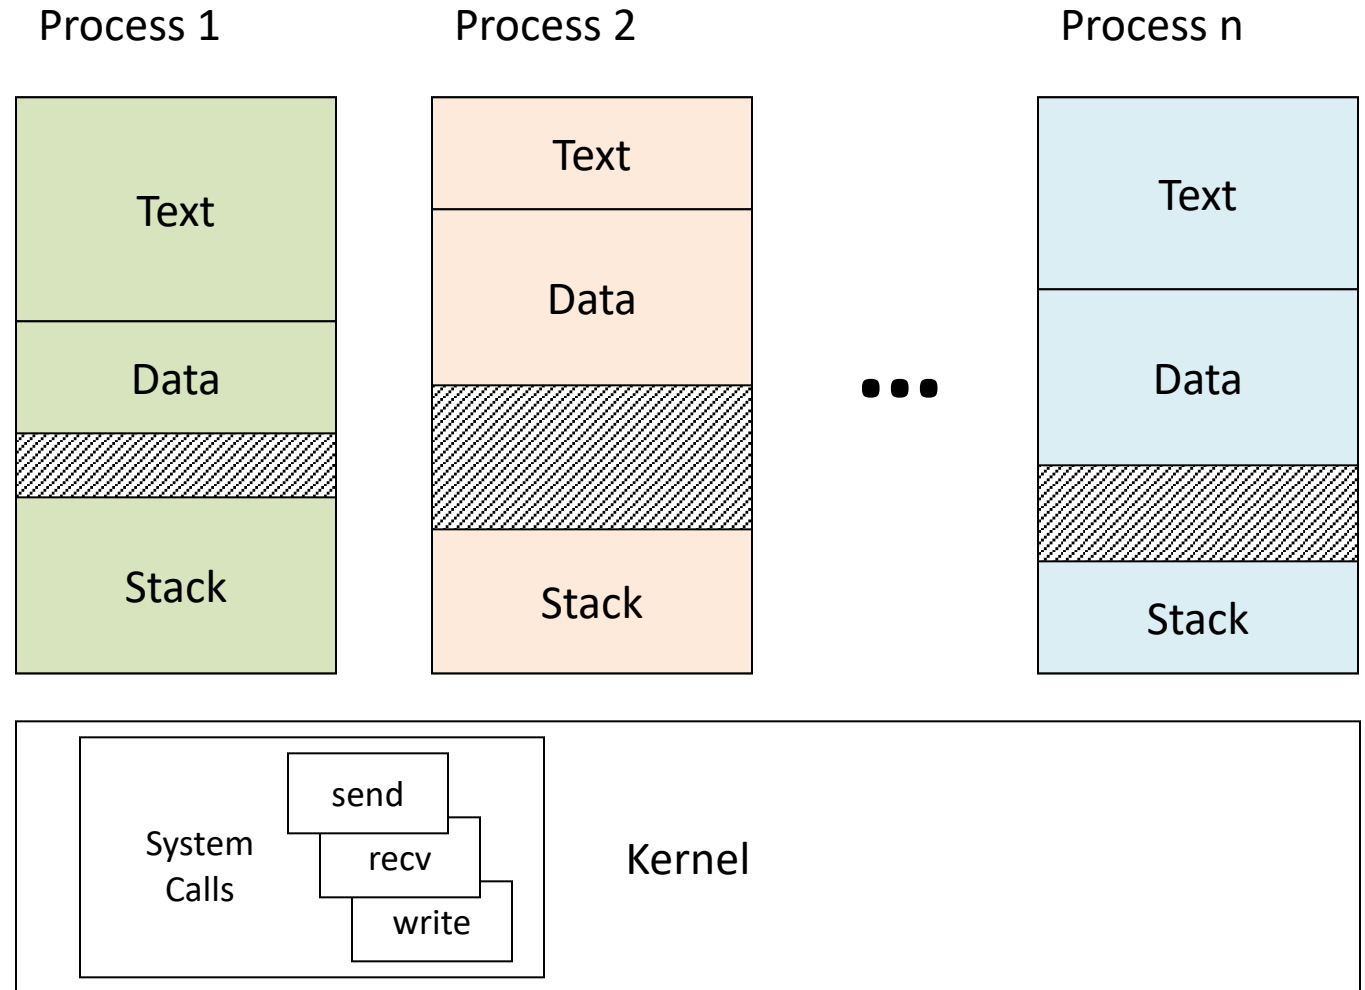 Process 1
Process 2
Process n
Text
Data
Stack
Text
Data
Stack
...
Text
Data
Stack
System
Calls
send
recv
write
Kernel